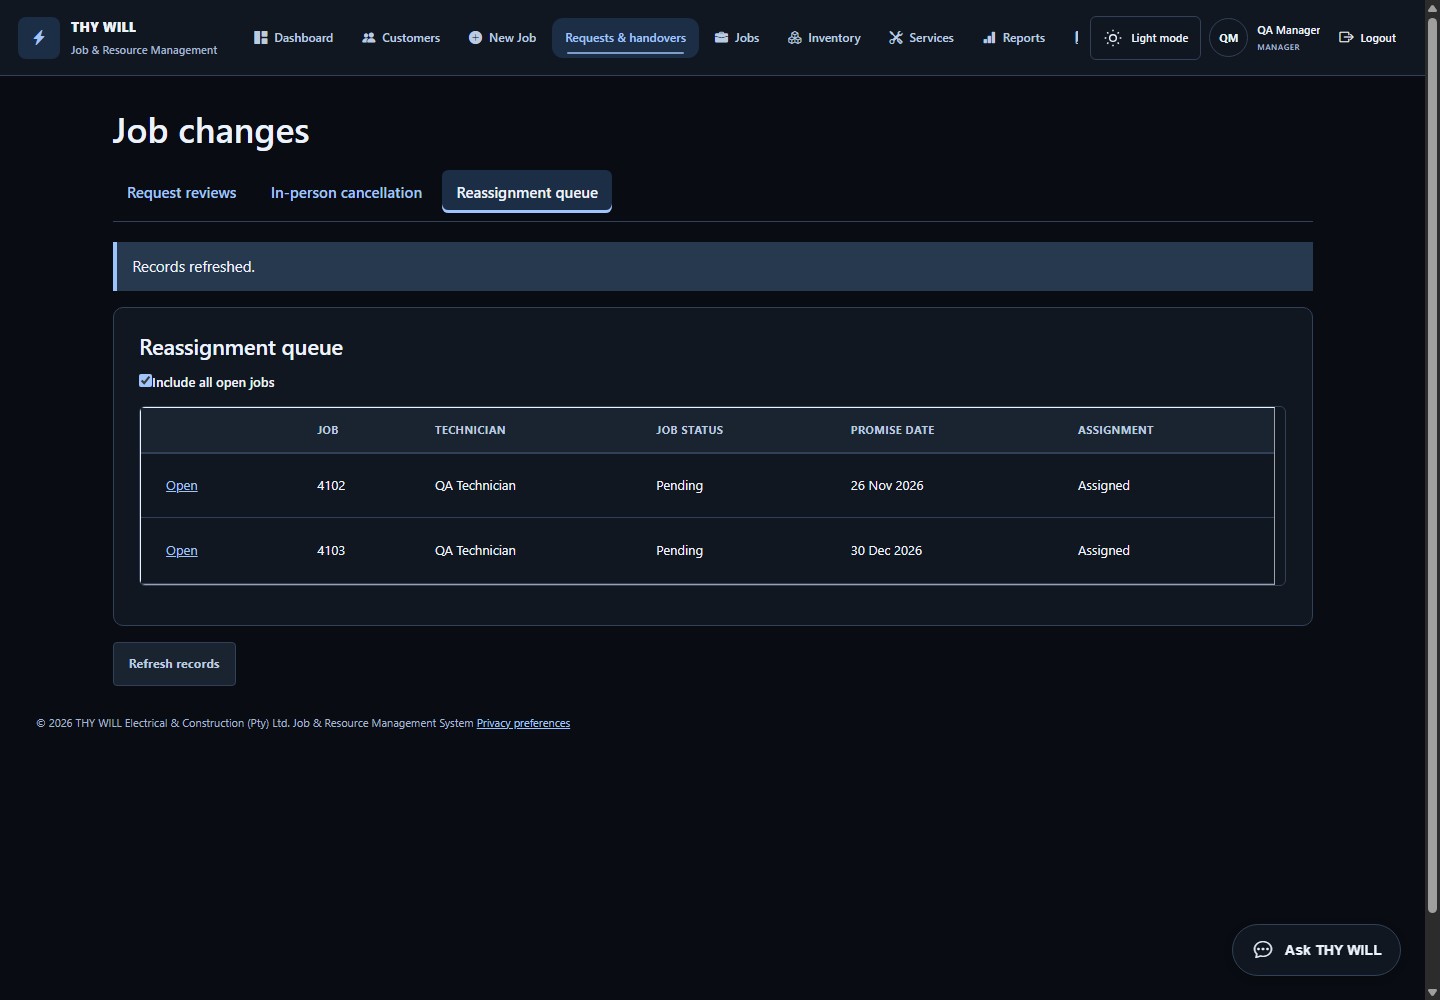 THY WILL
Job & Resource Management
Dashboard
Customers
New Job
Requests & handovers
Jobs
Inventory
Services
Reports
Light mode
QM
QA Manager
MANAGER
Logout
Job changes
Request reviews
In-person cancellation
Reassignment queue
Records refreshed.
Reassignment queue
Include all open jobs
JOB TECHNICIAN JOB STATUS PROMISE DATE ASSIGNMENT
Open 4102 QA Technician Pending 26 Nov 2026 Assigned
Open 4103 QA Technician Pending 30 Dec 2026 Assigned
Refresh records
© 2026 THY WILL Electrical & Construction (Pty) Ltd. Job & Resource Management System Privacy preferences
Ask THY WILL